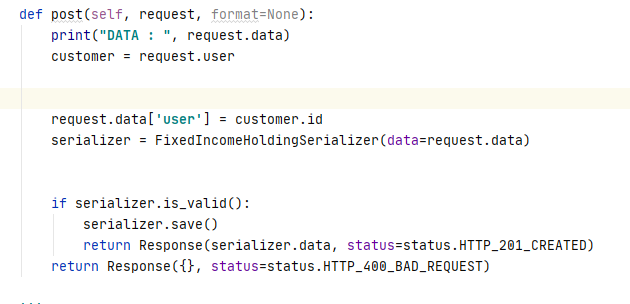 def post(self, request, format=None):
print("DATA : ", request.data)
customer = request.user
request.data['user'] = customer.id
serializer = FixedIncomeHoldingSerializer(data=request.data)
if serializer.is_valid():
serializer.save()
return Response(serializer.data, status=status.HTTP_201_CREATED)
return Response({}, status=status.HTTP_400_BAD_REQUEST)